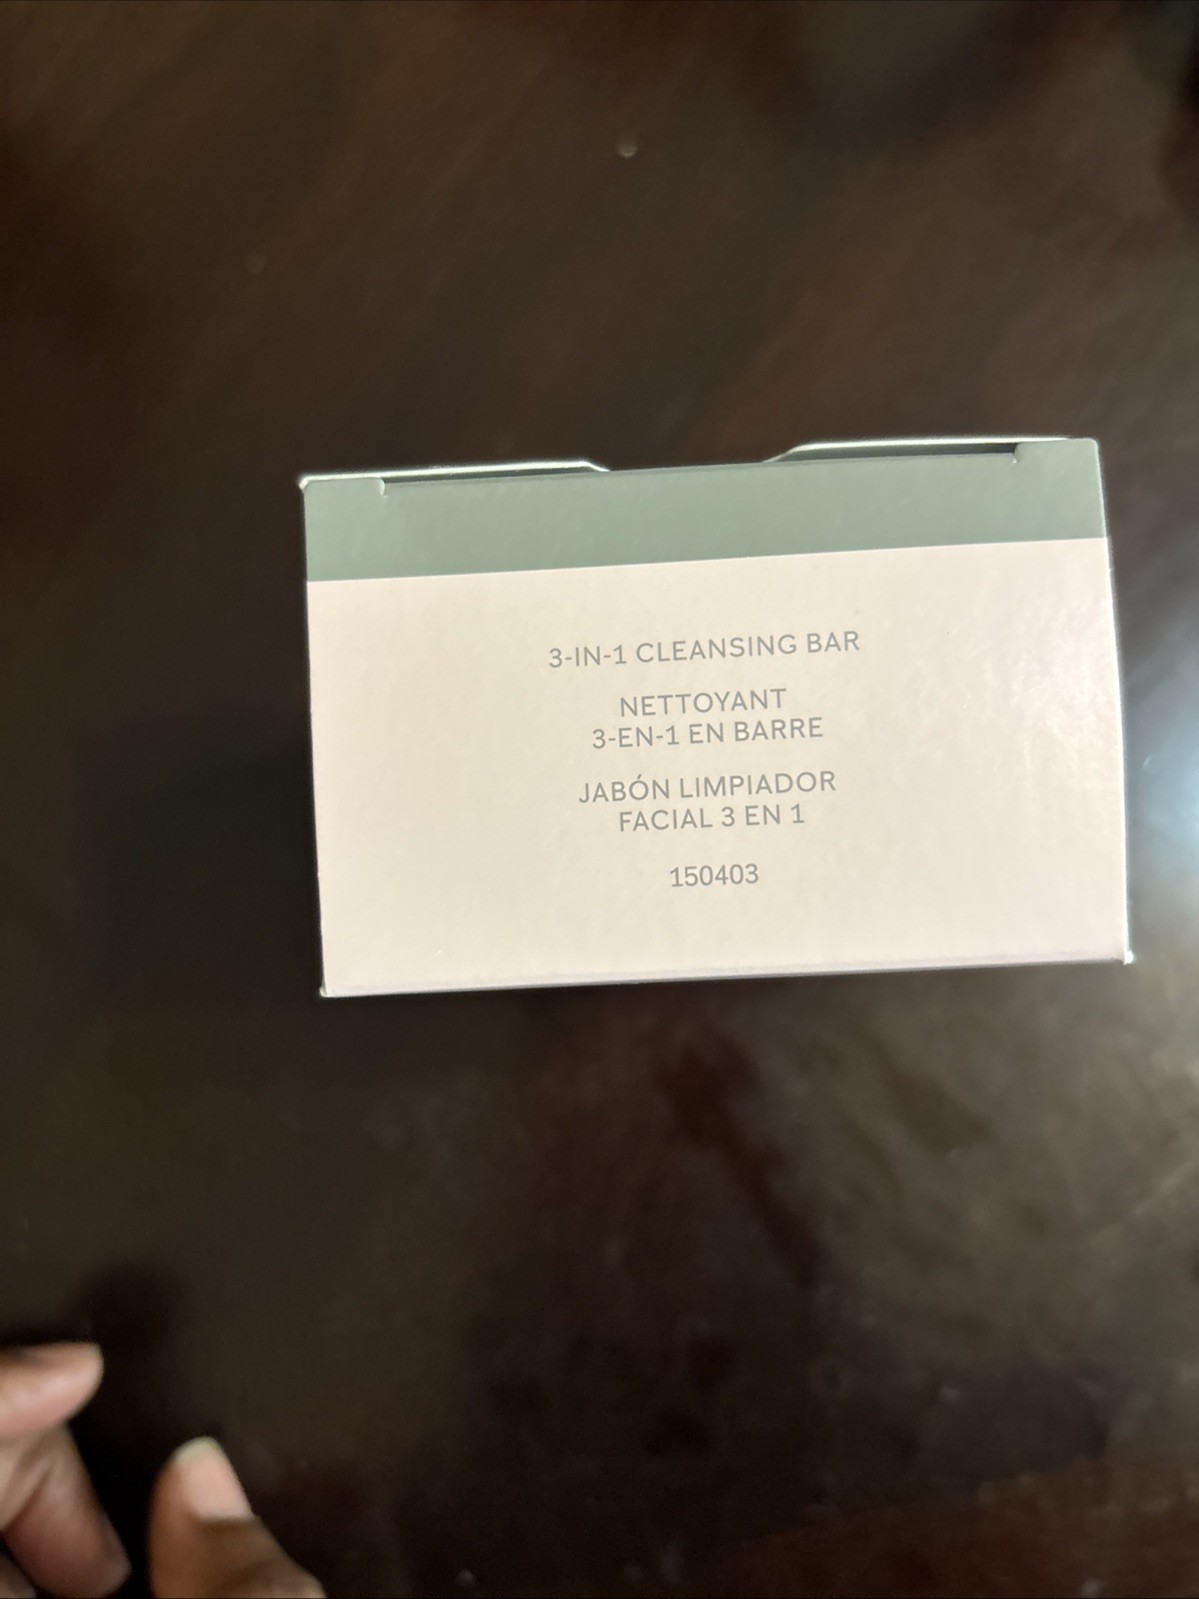 3-IN-1 CLEANSING BAR
NETTOYANT
3-EN-1 EN BARRE
JABÓN LIMPIADOR
FACIAL 3 EN 1
150403